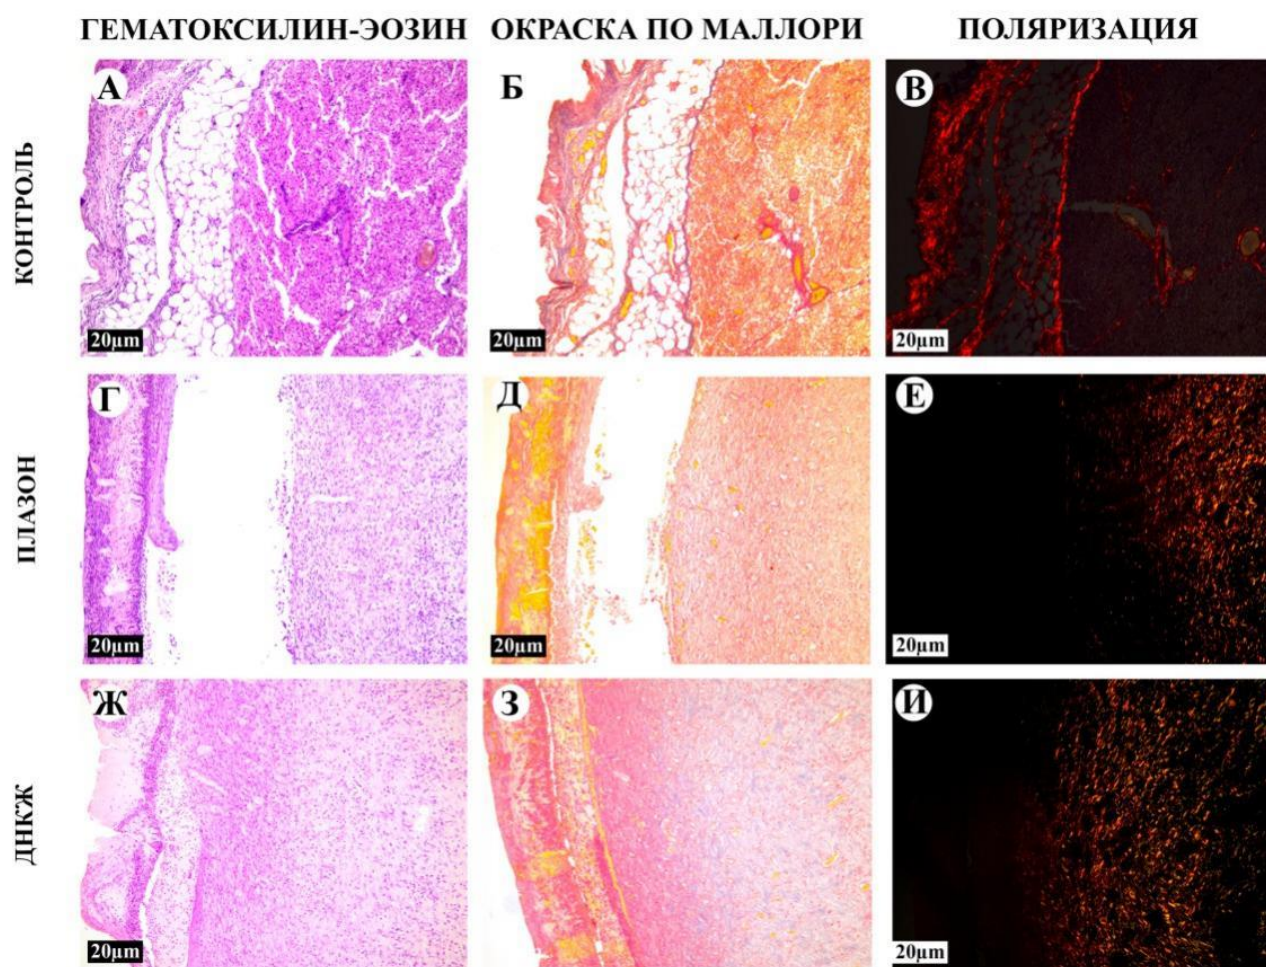 ГЕМАТОКСИЛИН-ЭОЗИН ОКРАСКА ПО МАЛЛОРИ ПОЛЯРИЗАЦИЯ
КОНТРОЛЬ
А Б В
20μm 20μm 20μm
ПЛАЗОН
Г Д Е
20μm 20μm 20μm
ДНКЖ
Ж З И
20μm 20μm 20μm